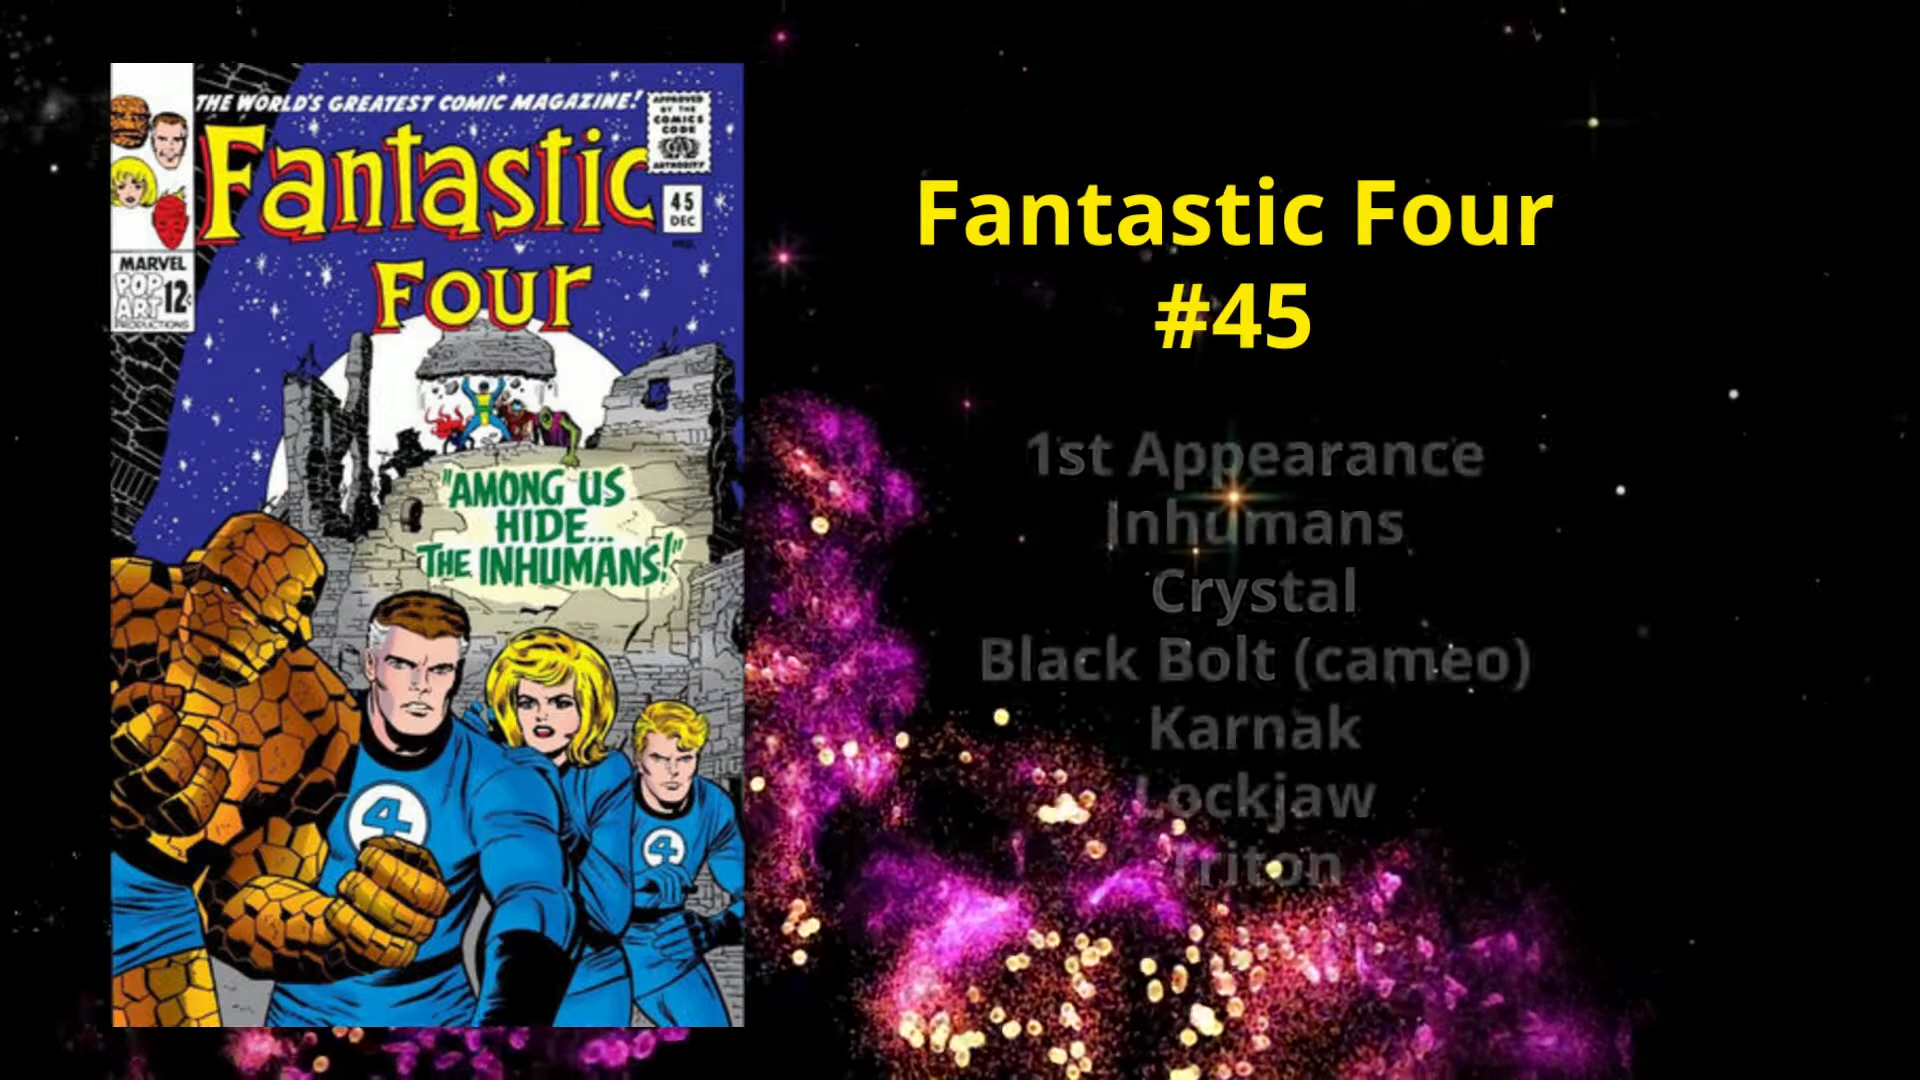 THE WORLD'S GREATEST COMIC MAGAZINE!
Fantastic
Four
APPROVED
BY THE
COMICS
CODE
AUTHORITY
45
DEC
MARVEL
POP
ART
PRODUCTIONS
12¢
"AMONG US
HIDE...
THE INHUMANS!"
4
4
Fantastic Four
#45
1st Appearance
Inhumans
Crystal
Black Bolt (cameo)
Karnak
Lockjaw
Triton